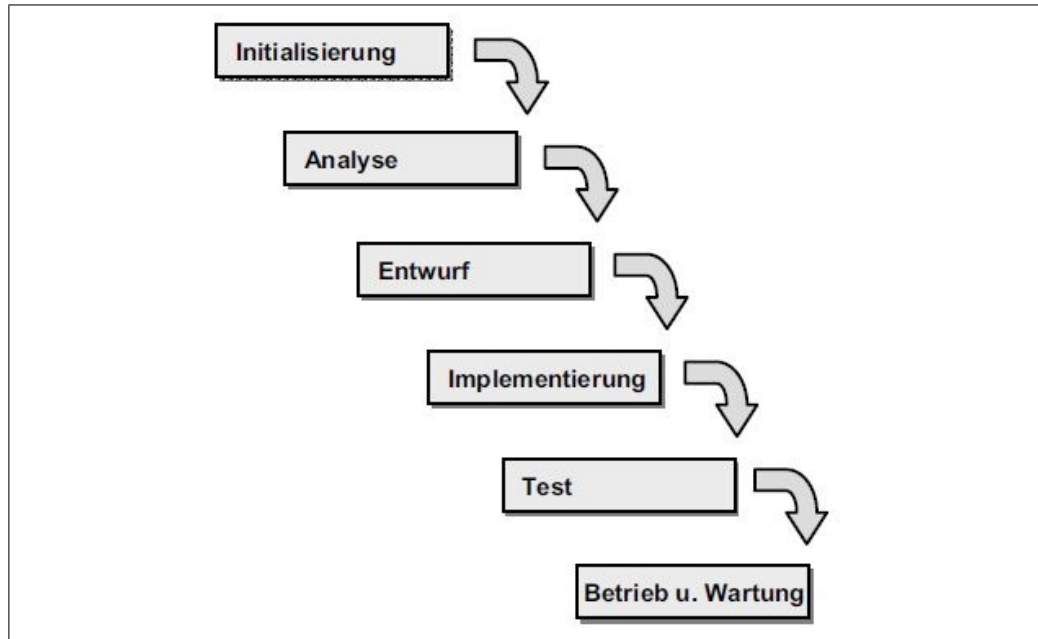 Initialisierung
Analyse
Entwurf
Implementierung
Test
Betrieb u. Wartung